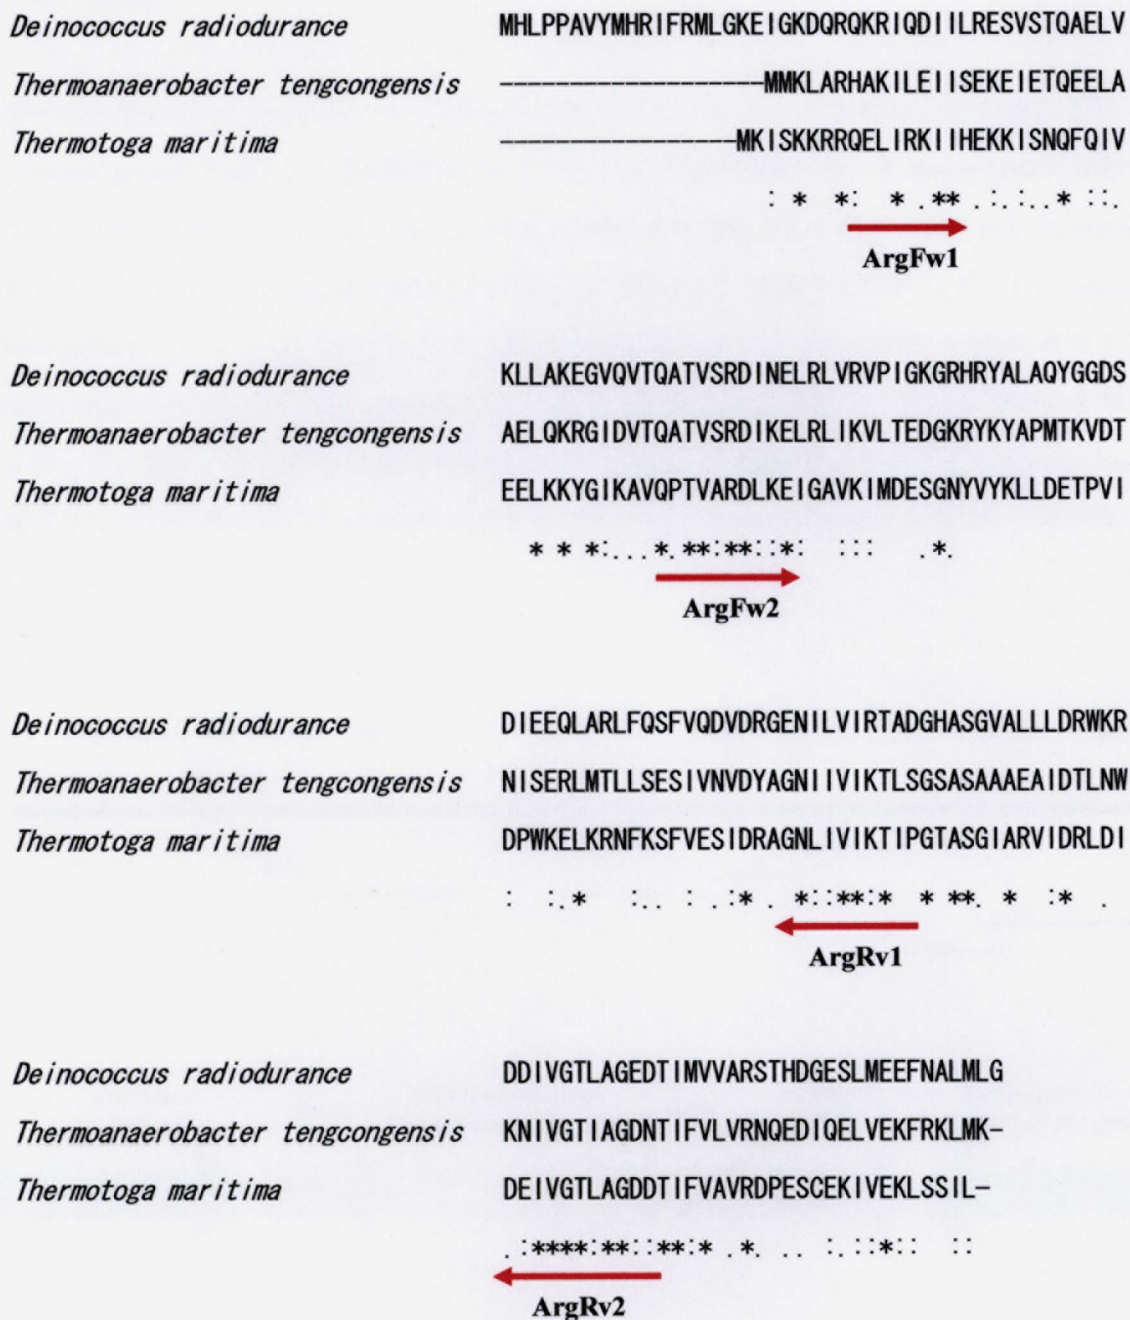 Deinococcus radiodurance MHLPPAVYMHRIFRMLGKEIGKDQRQKRIQDIILRESVSTQAELV
Thermoanaerobacter tengcongensis -------------------MMKLARHAKILEIISEKEIETQEELA
Thermotoga maritima -----------------MKISKKRRQELIRKIIHEKKISNQFQIV
: * *: * .** .:.:..* ::.
ArgFw1
Deinococcus radiodurance KLLAKEGVQVTQATVSRDINELRLVRVPIGKGRHRYALAQYGGDS
Thermoanaerobacter tengcongensis AELQKRGIDVTQATVSRDIKELRLIKVLTEDGKRYKYAPMTKVDT
Thermotoga maritima EELKKYGIKAVQPTVARDLKEIGAVKIMDESGNYVYKLLDETPVI
* * *:...*.**:**::*: ::: .*.
ArgFw2
Deinococcus radiodurance DIEEQLARLFQSFVQDVDRGENILVIRTADGHASGVALLLDRWKR
Thermoanaerobacter tengcongensis NISERLMTLLSESIVNVDYAGNIIVIKTLSGSASAAAEAIDTLNW
Thermotoga maritima DPWKELKRNFKSFVESIDRAGNLIVIKTIPGTASGIARVIDRLDI
: :.* :.. : .:* . *::**:* * **. * :* .
ArgRv1
Deinococcus radiodurance DDIVGTLAGEDTIMVVARSTHDGESLMEEFNALMLG
Thermoanaerobacter tengcongensis KNIVGTIAGDNTIFVLVRNQEDIQELVEKFRKLMK-
Thermotoga maritima DEIVGTLAGDDTIFVAVRDPESCEKIVEKLSSIL-
.:****:**::**:* .*. .. :.::*:: ::
ArgRv2